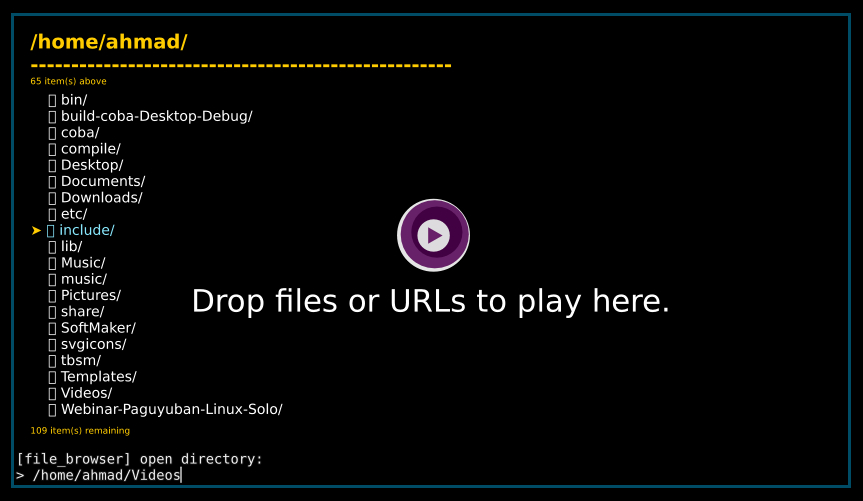 /home/ahmad/
----------------------------------------------------
65 item(s) above
bin/
build-coba-Desktop-Debug/
coba/
compile/
Desktop/
Documents/
Downloads/
etc/
➤ include/
lib/
Music/
music/
Pictures/
share/
SoftMaker/
svgicons/
tbsm/
Templates/
Videos/
Webinar-Paguyuban-Linux-Solo/
109 item(s) remaining
Drop files or URLs to play here.
[file_browser] open directory:
> /home/ahmad/Videos